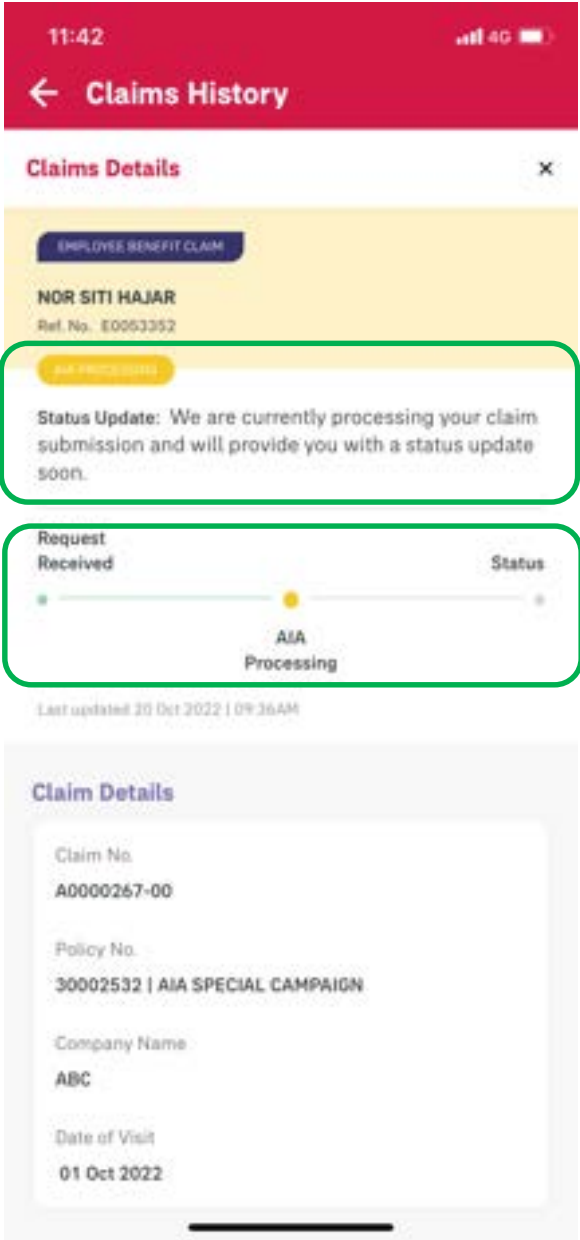 11:42
4G
Claims History
Claims Details
×
EMPLOYEE BENEFIT CLAIM
NOR SITI HAJAR
Ref. No. E0053352
AIA PROCESSING
Status Update: We are currently processing your claim
submission and will provide you with a status update
soon.
Request
Received
Status
AIA
Processing
Last updated 20 Oct 2022 | 09:36AM
Claim Details
Claim No.
A0000267-00
Policy No.
30002532 | AIA SPECIAL CAMPAIGN
Company Name
ABC
Date of Visit
01 Oct 2022